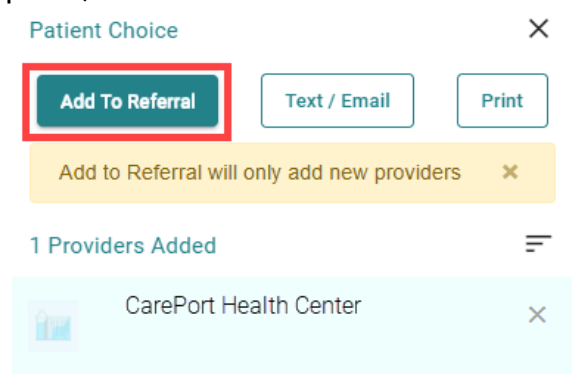 Patient Choice
Add To Referral
Text / Email
Print
Add to Referral will only add new providers
1 Providers Added
CarePort Health Center